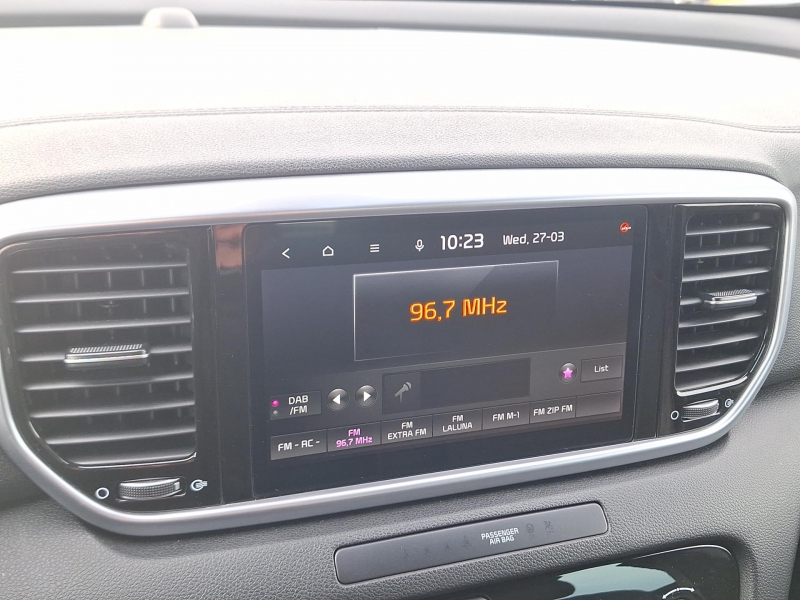 10:23 Wed, 27-03
96,7 MHz
List
DAB
/FM
FM - RC -
FM
96,7 MHz
FM
EXTRA FM
FM
LALUNA
FM M-1
FM ZIP FM
PASSENGER
AIR BAG